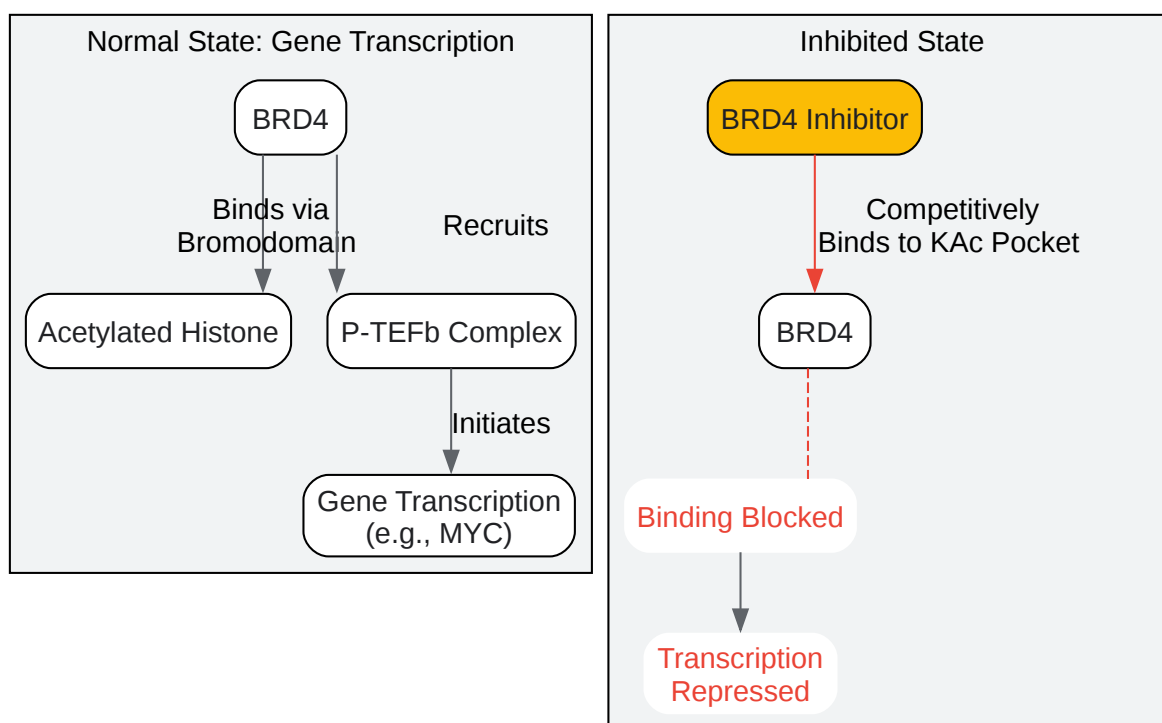 Normal State: Gene Transcription
BRD4
Binds via
Bromodomain
Recruits
Acetylated Histone
P-TEFb Complex
Initiates
Gene Transcription
(e.g., MYC)
Inhibited State
BRD4 Inhibitor
Competitively
Binds to KAc Pocket
BRD4
Binding Blocked
Transcription
Repressed